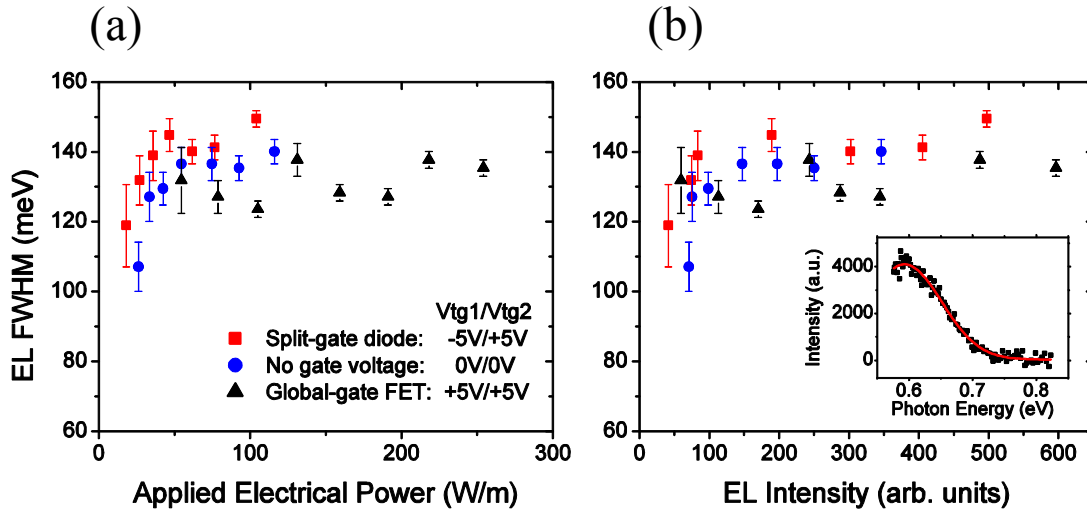 (a)
(b)
EL FWHM (meV)
160
140
120
100
80
60
0
100
200
300
Applied Electrical Power (W/m)
Vtg1/Vtg2
Split-gate diode: -5V/+5V
No gate voltage: 0V/0V
Global-gate FET: +5V/+5V
160
140
120
100
80
60
0
100
200
300
400
500
600
EL Intensity (arb. units)
Intensity (a.u.)
4000
2000
0
0.6
0.7
0.8
Photon Energy (eV)